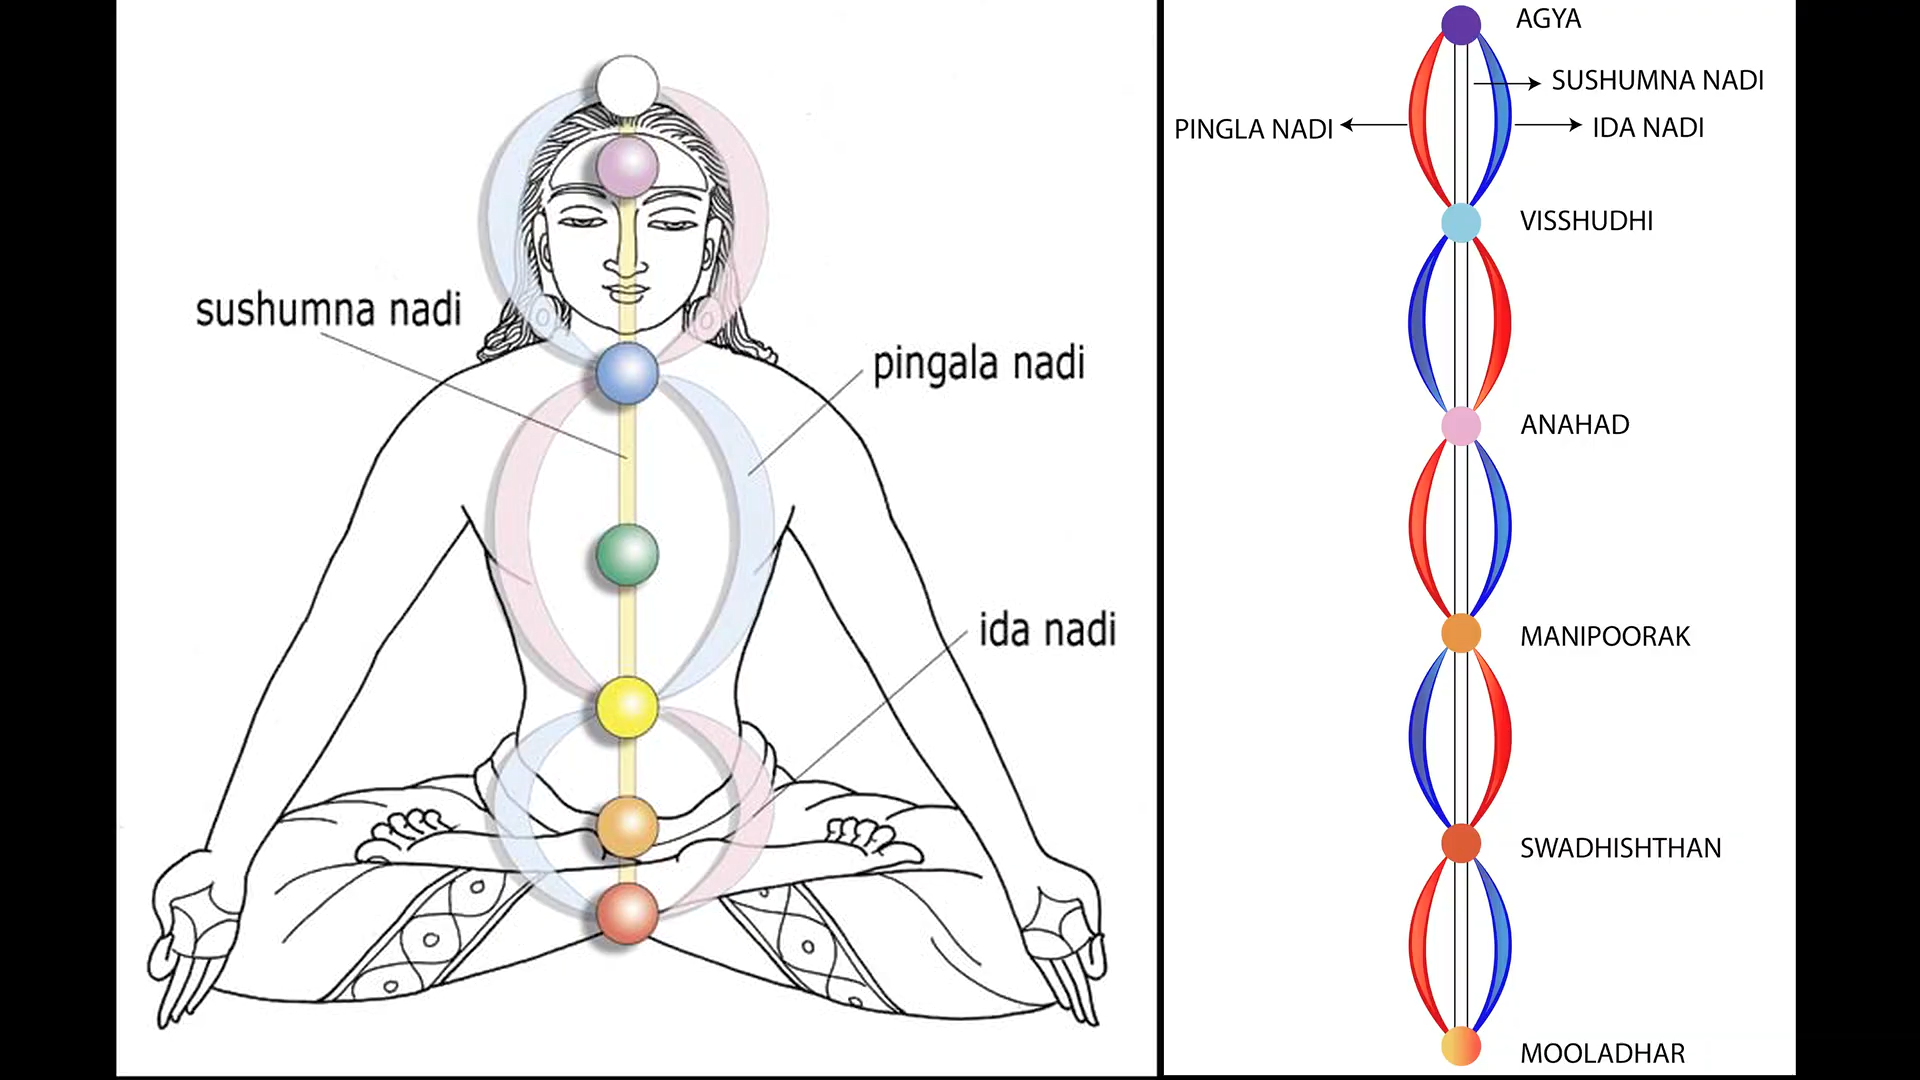 sushumna nadi
pingala nadi
ida nadi
AGYA
SUSHUMNA NADI
PINGLA NADI
IDA NADI
VISSHUDHI
ANAHAD
MANIPOORAK
SWADHISHTHAN
MOOLADHAR